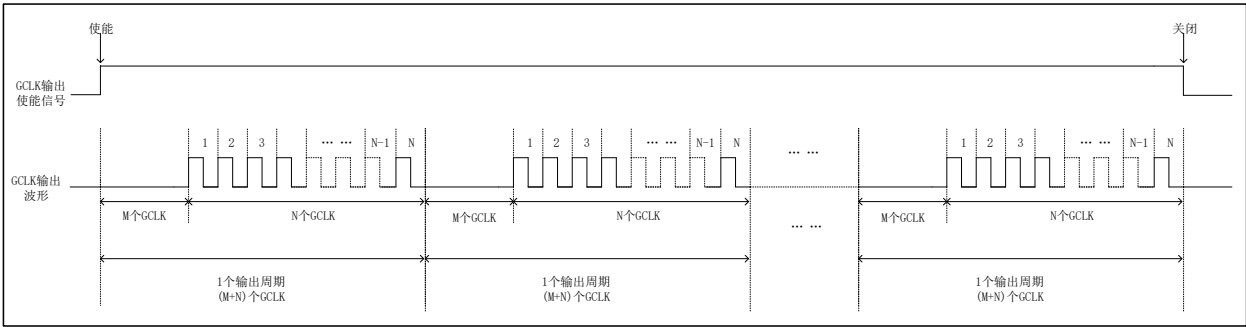 使能
关闭
GCLK输出
使能信号
1 2 3 … … N-1 N
1 2 3 … … N-1 N
… …
1 2 3 … … N-1 N
GCLK输出
波形
M个GCLK
N个GCLK
M个GCLK
N个GCLK
… …
M个GCLK
N个GCLK
1个输出周期
(M+N)个GCLK
1个输出周期
(M+N)个GCLK
1个输出周期
(M+N)个GCLK